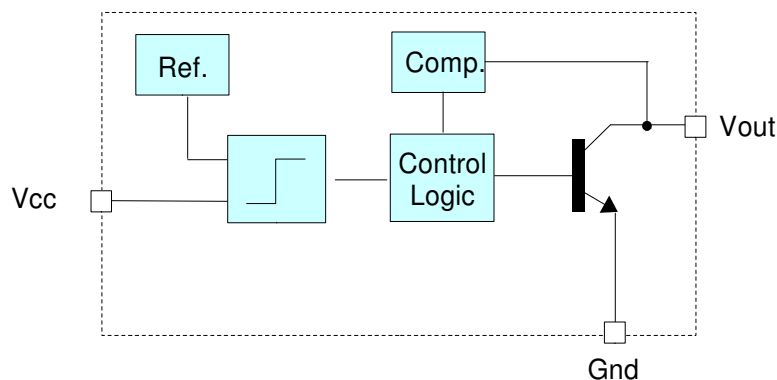 Ref.
Comp.
Vout
Control
Logic
Vcc
Gnd